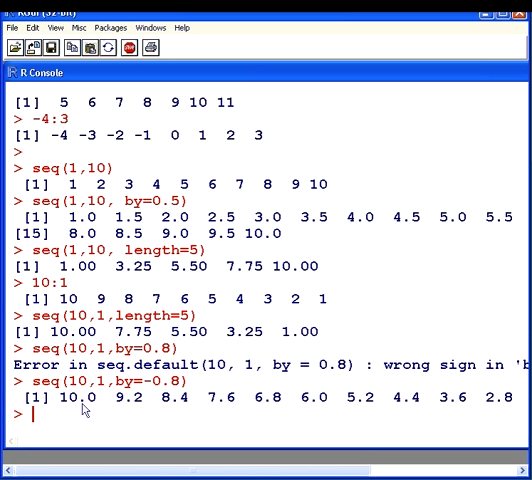 RGui (32-bit)
File Edit View Misc Packages Windows Help
STOP
R Console
[1] 5 6 7 8 9 10 11
> -4:3
[1] -4 -3 -2 -1 0 1 2 3
>
> seq(1,10)
[1] 1 2 3 4 5 6 7 8 9 10
> seq(1,10, by=0.5)
[1] 1.0 1.5 2.0 2.5 3.0 3.5 4.0 4.5 5.0 5.5
[15] 8.0 8.5 9.0 9.5 10.0
> seq(1,10, length=5)
[1] 1.00 3.25 5.50 7.75 10.00
> 10:1
[1] 10 9 8 7 6 5 4 3 2 1
> seq(10,1,length=5)
[1] 10.00 7.75 5.50 3.25 1.00
> seq(10,1,by=0.8)
Error in seq.default(10, 1, by = 0.8) : wrong sign in 'b
> seq(10,1,by=-0.8)
[1] 10.0 9.2 8.4 7.6 6.8 6.0 5.2 4.4 3.6 2.8
>